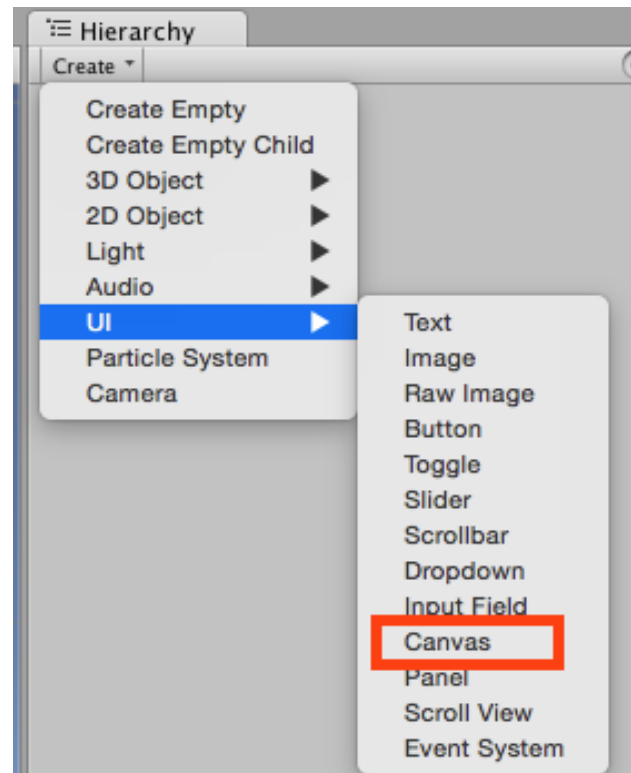 Hierarchy
Create
Create Empty
Create Empty Child
3D Object
2D Object
Light
Audio
UI
Particle System
Camera
Text
Image
Raw Image
Button
Toggle
Slider
Scrollbar
Dropdown
Input Field
Canvas
Panel
Scroll View
Event System